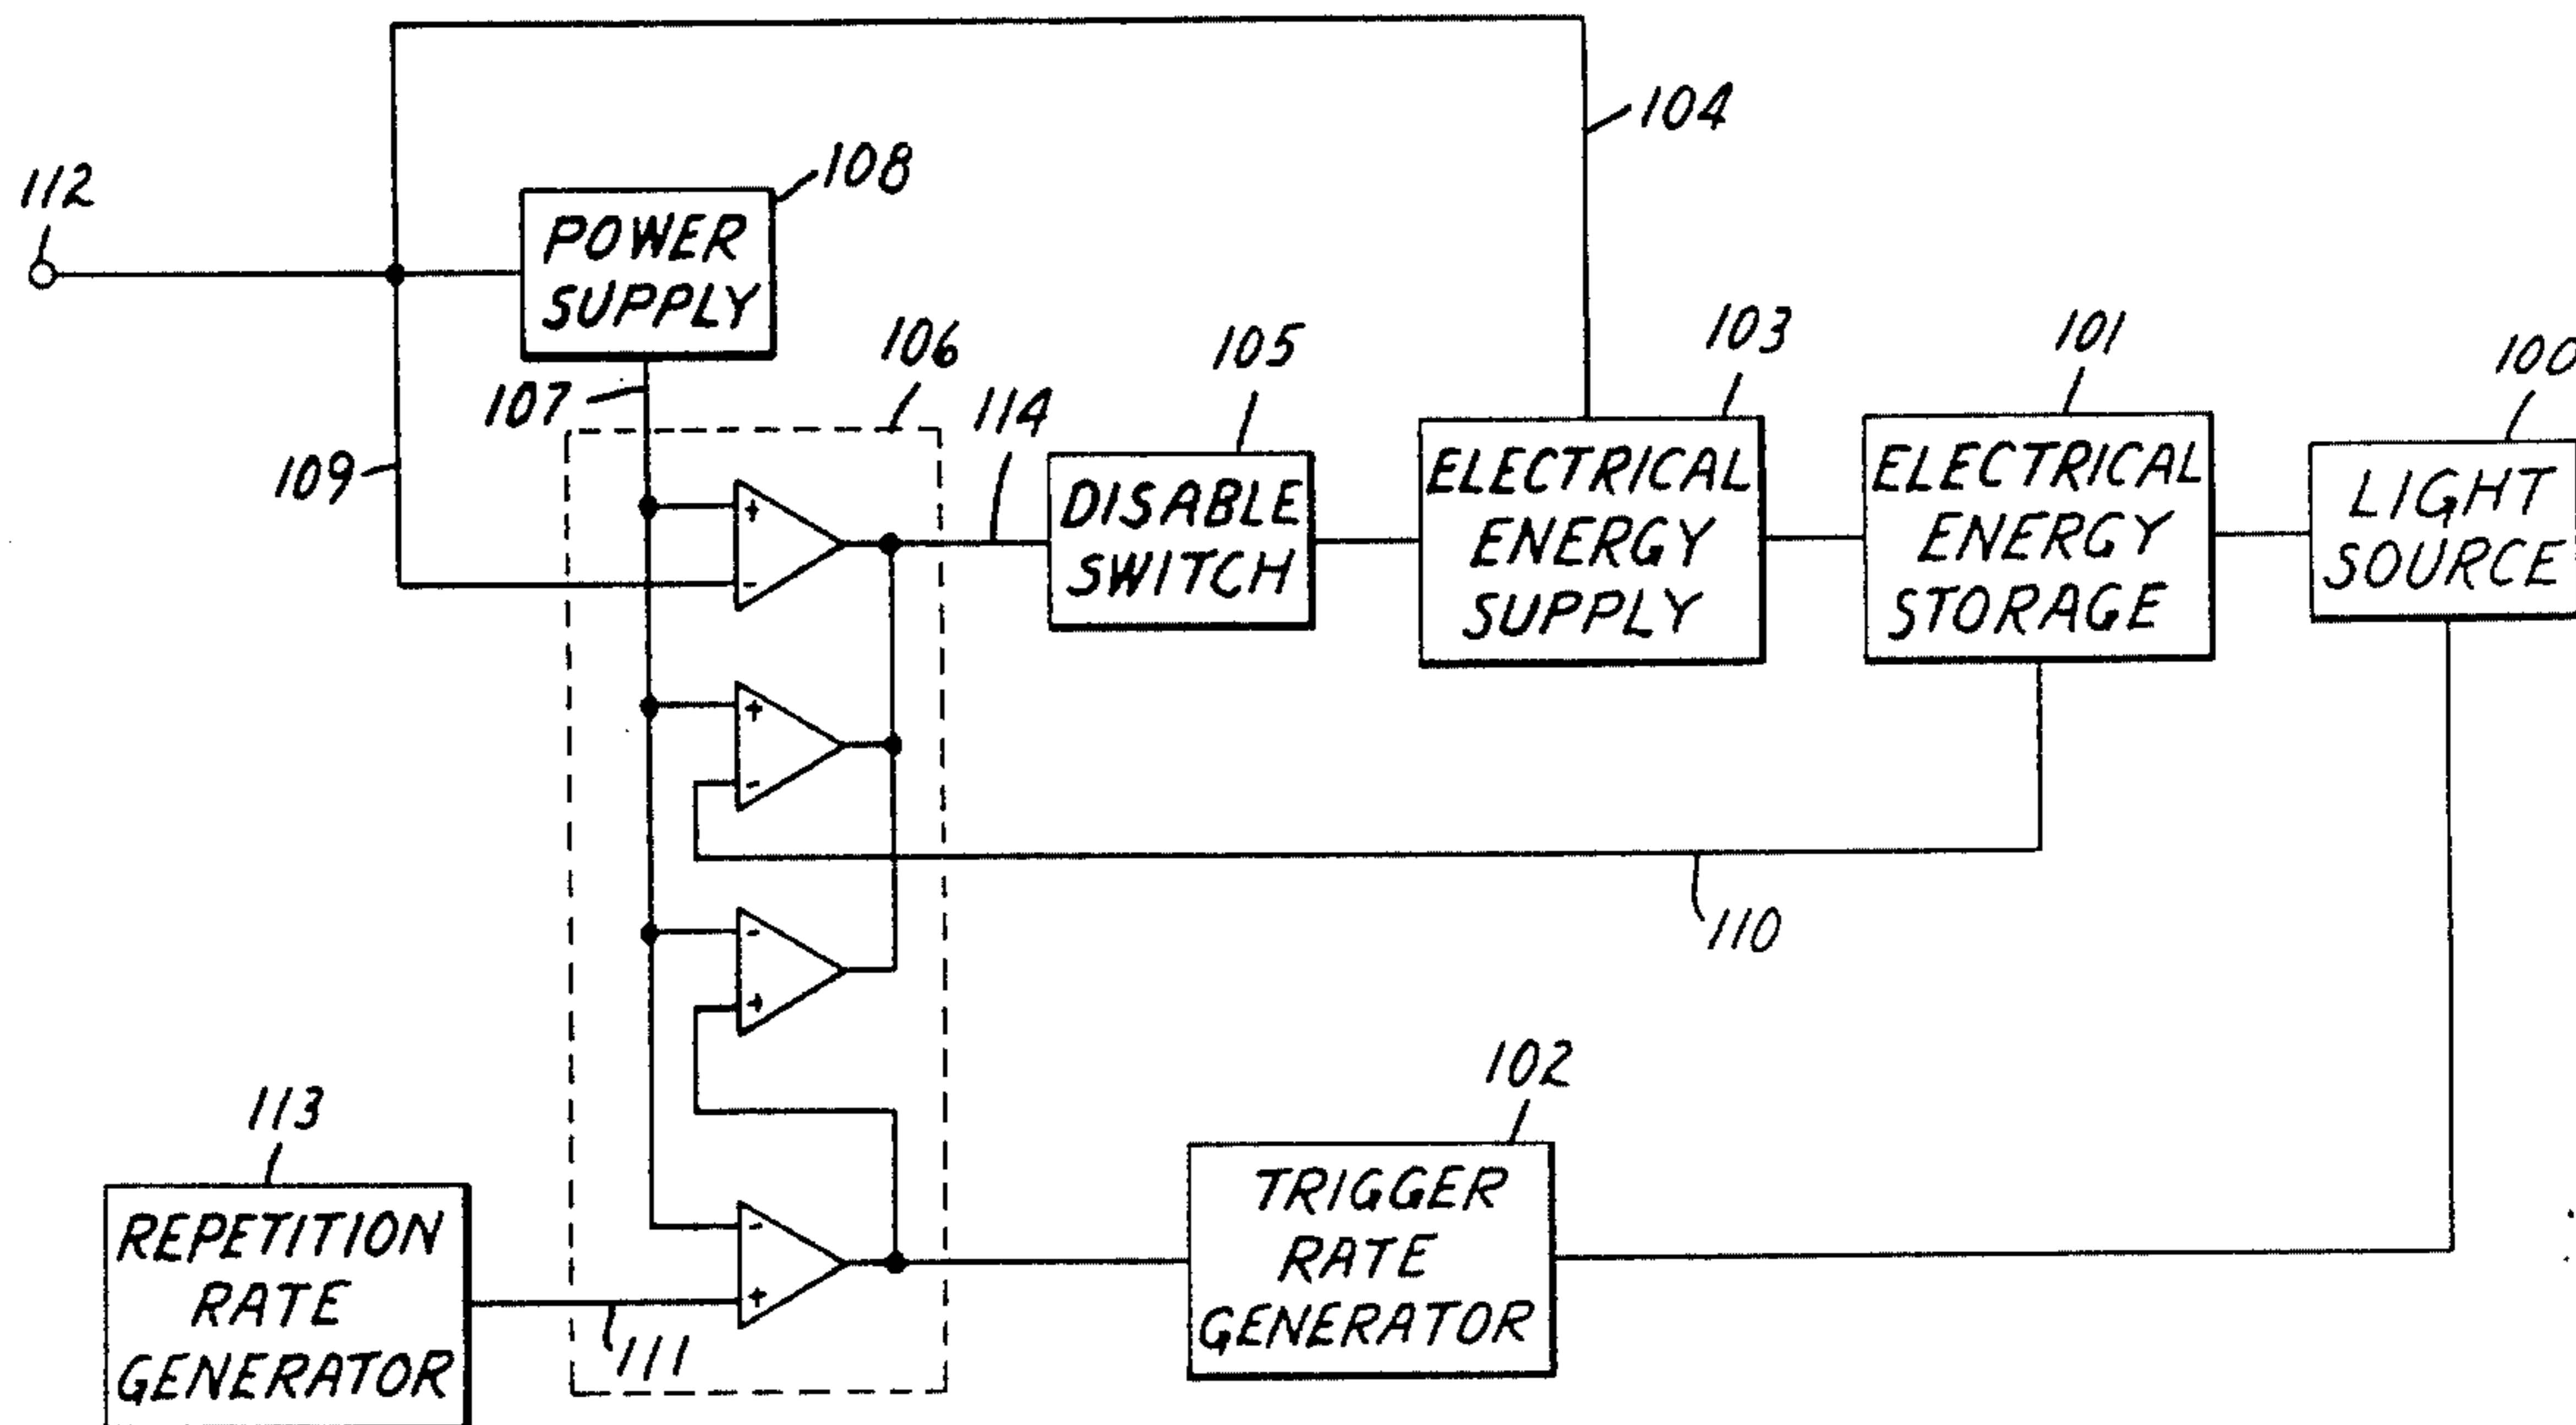 104
112
108
POWER
SUPPLY
107
106
114
105
103
101
100
109
DISABLE
SWITCH
ELECTRICAL
ENERGY
SUPPLY
ELECTRICAL
ENERGY
STORAGE
LIGHT
SOURCE
+
-
+
-
110
-
+
113
REPETITION
RATE
GENERATOR
111
-
+
102
TRIGGER
RATE
GENERATOR